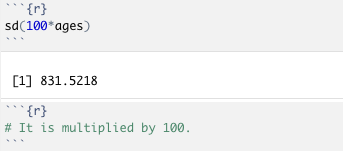 ```{r}
sd(100*ages)
```
[1] 831.5218
```{r}
# It is multiplied by 100.
```